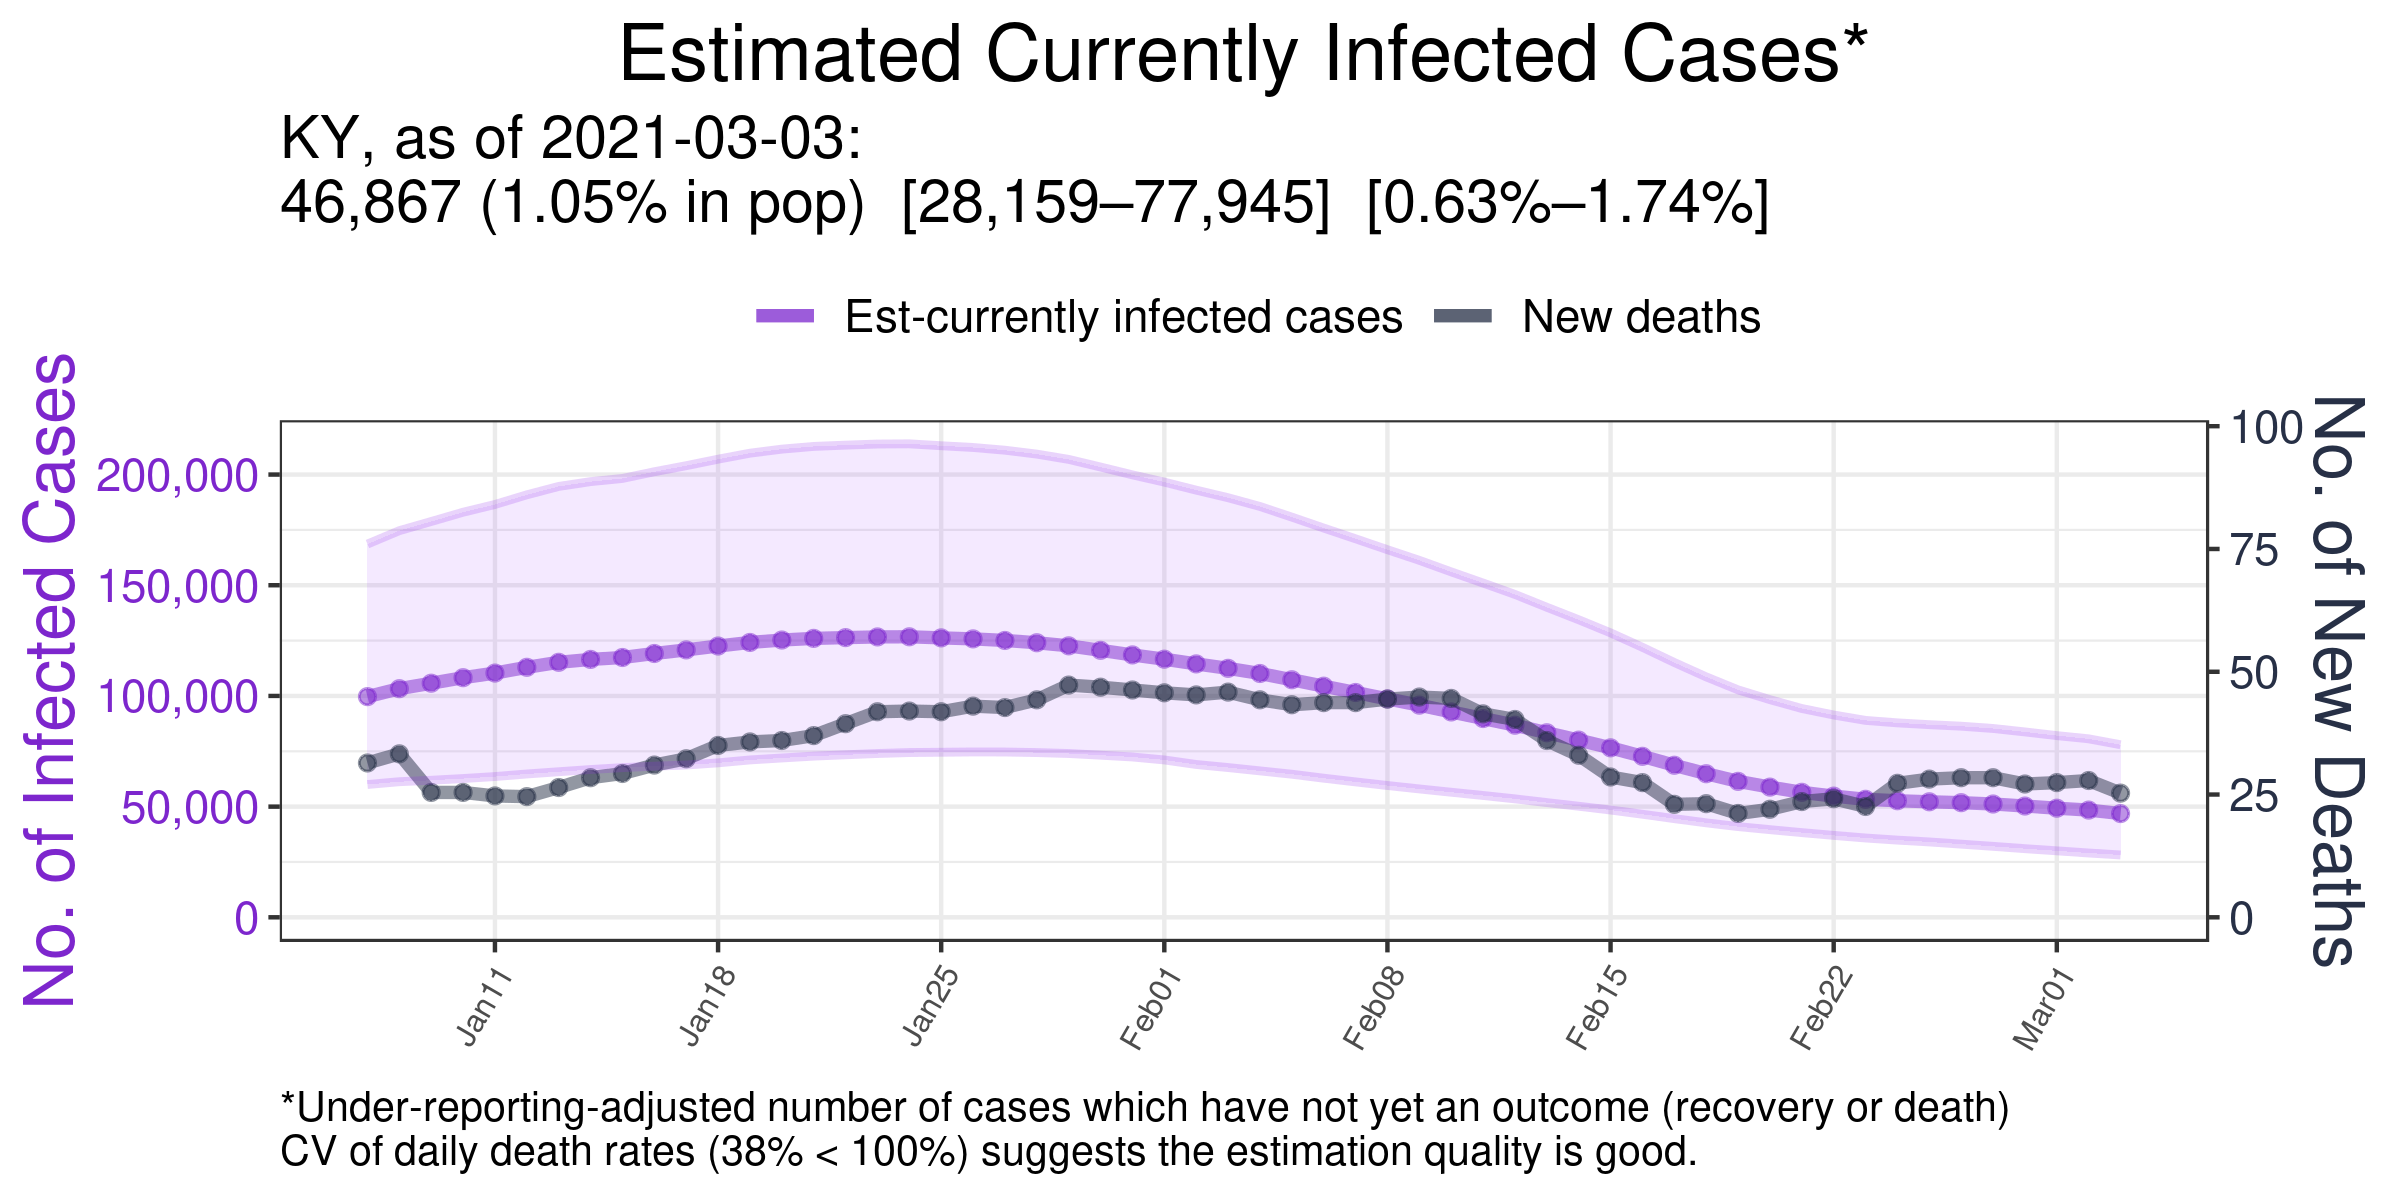 Estimated Currently Infected Cases*
KY, as of 2021-03-03:
46,867 (1.05% in pop)  [28,159–77,945]  [0.63%–1.74%]
Est-currently infected cases
New deaths
No. of Infected Cases
200,000
150,000
100,000
50,000
0
100
75
50
25
0
No. of New Deaths
Jan11
Jan18
Jan25
Feb01
Feb08
Feb15
Feb22
Mar01
*Under-reporting-adjusted number of cases which have not yet an outcome (recovery or death)
CV of daily death rates (38% < 100%) suggests the estimation quality is good.